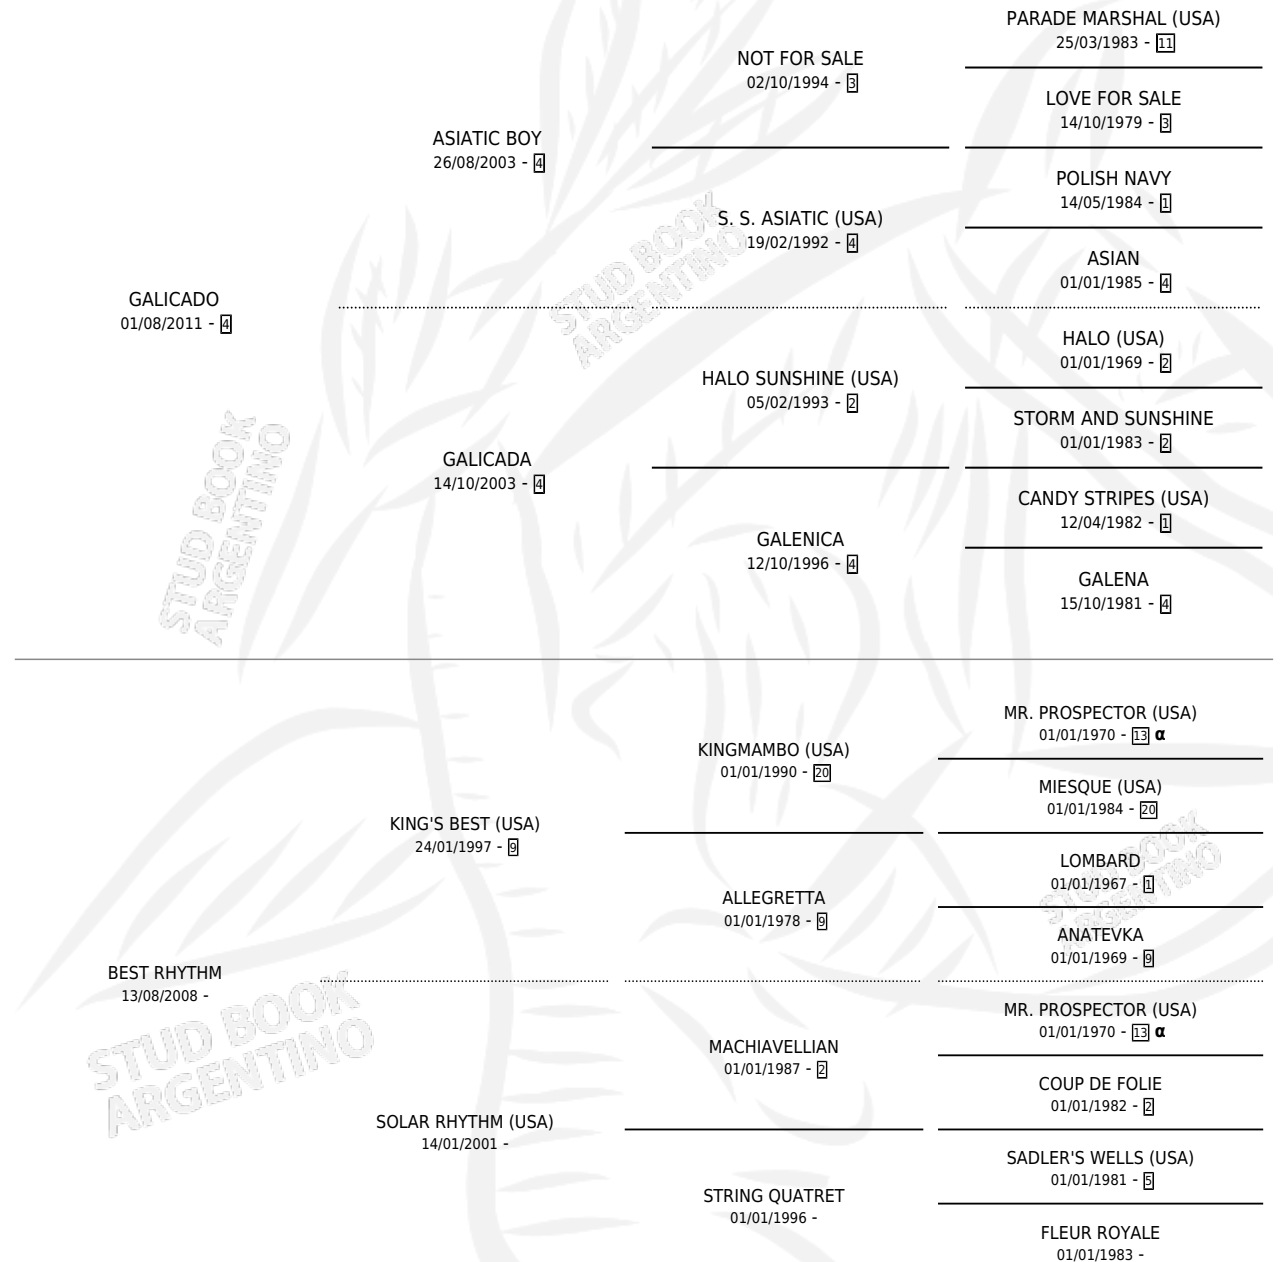 PARADE MARSHAL (USA)
25/03/1983 - 11
NOT FOR SALE
02/10/1994 - 3
LOVE FOR SALE
14/10/1979 - 3
ASIATIC BOY
26/08/2003 - 4
POLISH NAVY
14/05/1984 - 1
S. S. ASIATIC (USA)
19/02/1992 - 4
ASIAN
01/01/1985 - 4
GALICADO
01/08/2011 - 4
HALO (USA)
01/01/1969 - 2
HALO SUNSHINE (USA)
05/02/1993 - 2
STORM AND SUNSHINE
01/01/1983 - 2
GALICADA
14/10/2003 - 4
CANDY STRIPES (USA)
12/04/1982 - 1
GALENICA
12/10/1996 - 4
GALENA
15/10/1981 - 4
MR. PROSPECTOR (USA)
01/01/1970 - 13 α
KINGMAMBO (USA)
01/01/1990 - 20
MIESQUE (USA)
01/01/1984 - 20
KING'S BEST (USA)
24/01/1997 - 9
LOMBARD
01/01/1967 - 1
ALLEGRETTA
01/01/1978 - 9
ANATEVKA
01/01/1969 - 9
BEST RHYTHM
13/08/2008 -
MR. PROSPECTOR (USA)
01/01/1970 - 13 α
MACHIAVELLIAN
01/01/1987 - 2
COUP DE FOLIE
01/01/1982 - 2
SOLAR RHYTHM (USA)
14/01/2001 -
SADLER'S WELLS (USA)
01/01/1981 - 5
STRING QUATRET
01/01/1996 -
FLEUR ROYALE
01/01/1983 -
STUD BOOK
ARGENTINO
STUD BOOK
ARGENTINO
STUD BOOK
ARGENTINO
STUD BOOK
ARGENTINO